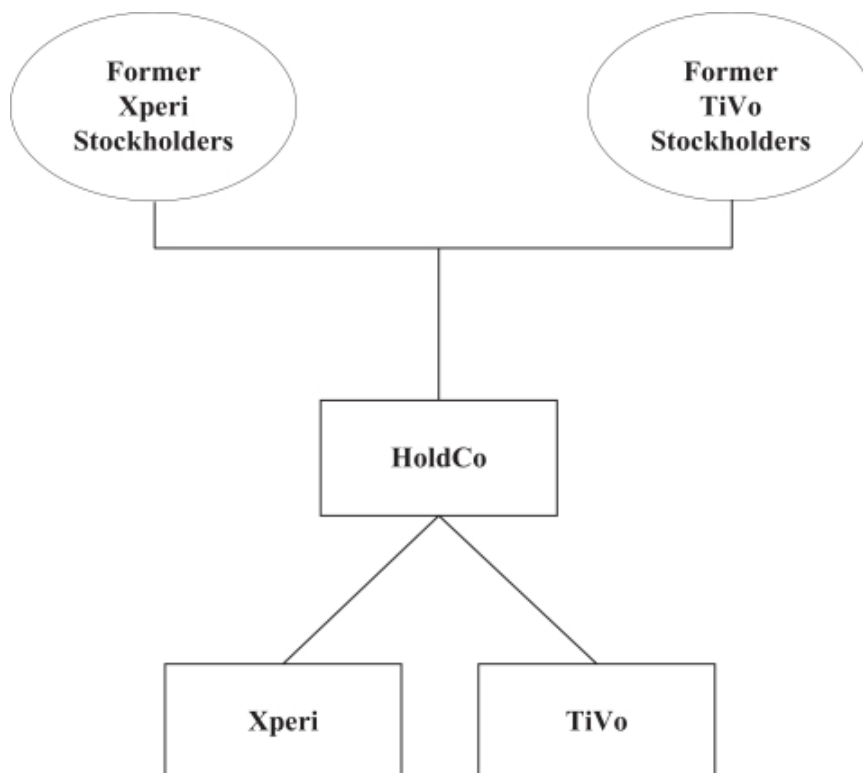 Former
Xperi
Stockholders
Former
TiVo
Stockholders
HoldCo
Xperi
TiVo